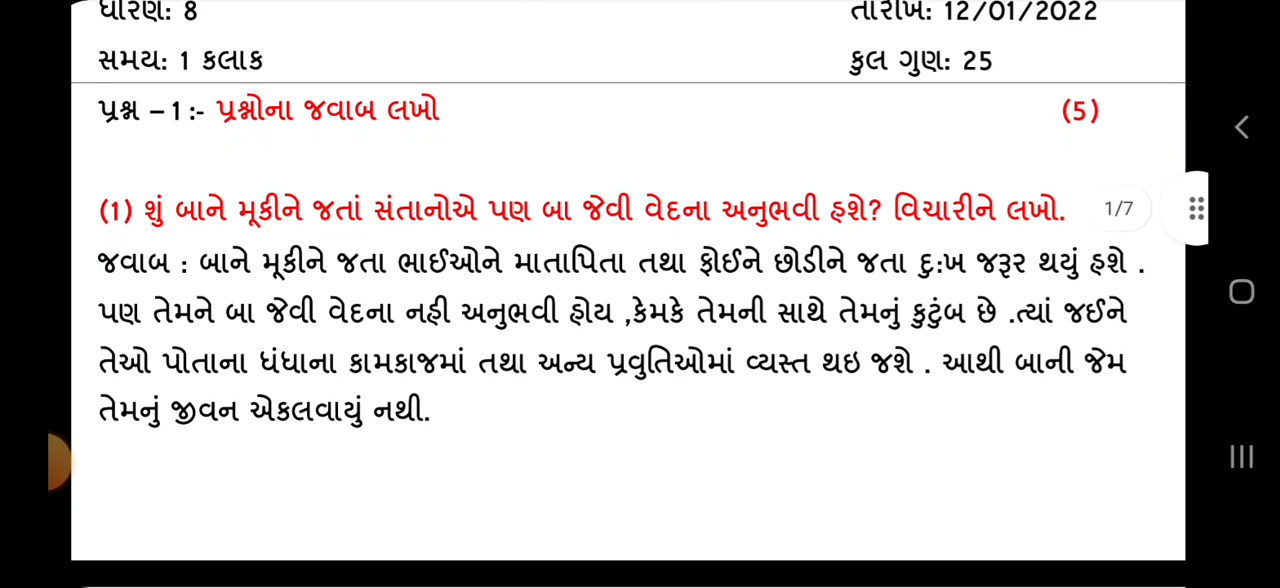 ધોરણ: 8 તારીખ: 12/01/2022
સમય: 1 કલાક કુલ ગુણ: 25
પ્રશ્ન – 1 :- પ્રશ્નોના જવાબ લખો (5)
(1) શું બાને મૂકીને જતાં સંતાનોએ પણ બા જેવી વેદના અનુભવી હશે? વિચારીને લખો. 1/7
જવાબ : બાને મૂકીને જતા ભાઈઓને માતાપિતા તથા ફોઈને છોડીને જતા દુ:ખ જરૂર થયું હશે .
પણ તેમને બા જેવી વેદના નહી અનુભવી હોય ,કેમકે તેમની સાથે તેમનું કુટુંબ છે .ત્યાં જઈને
તેઓ પોતાના ધંધાના કામકાજમાં તથા અન્ય પ્રવુતિઓમાં વ્યસ્ત થઇ જશે . આથી બાની જેમ
તેમનું જીવન એકલવાયું નથી.